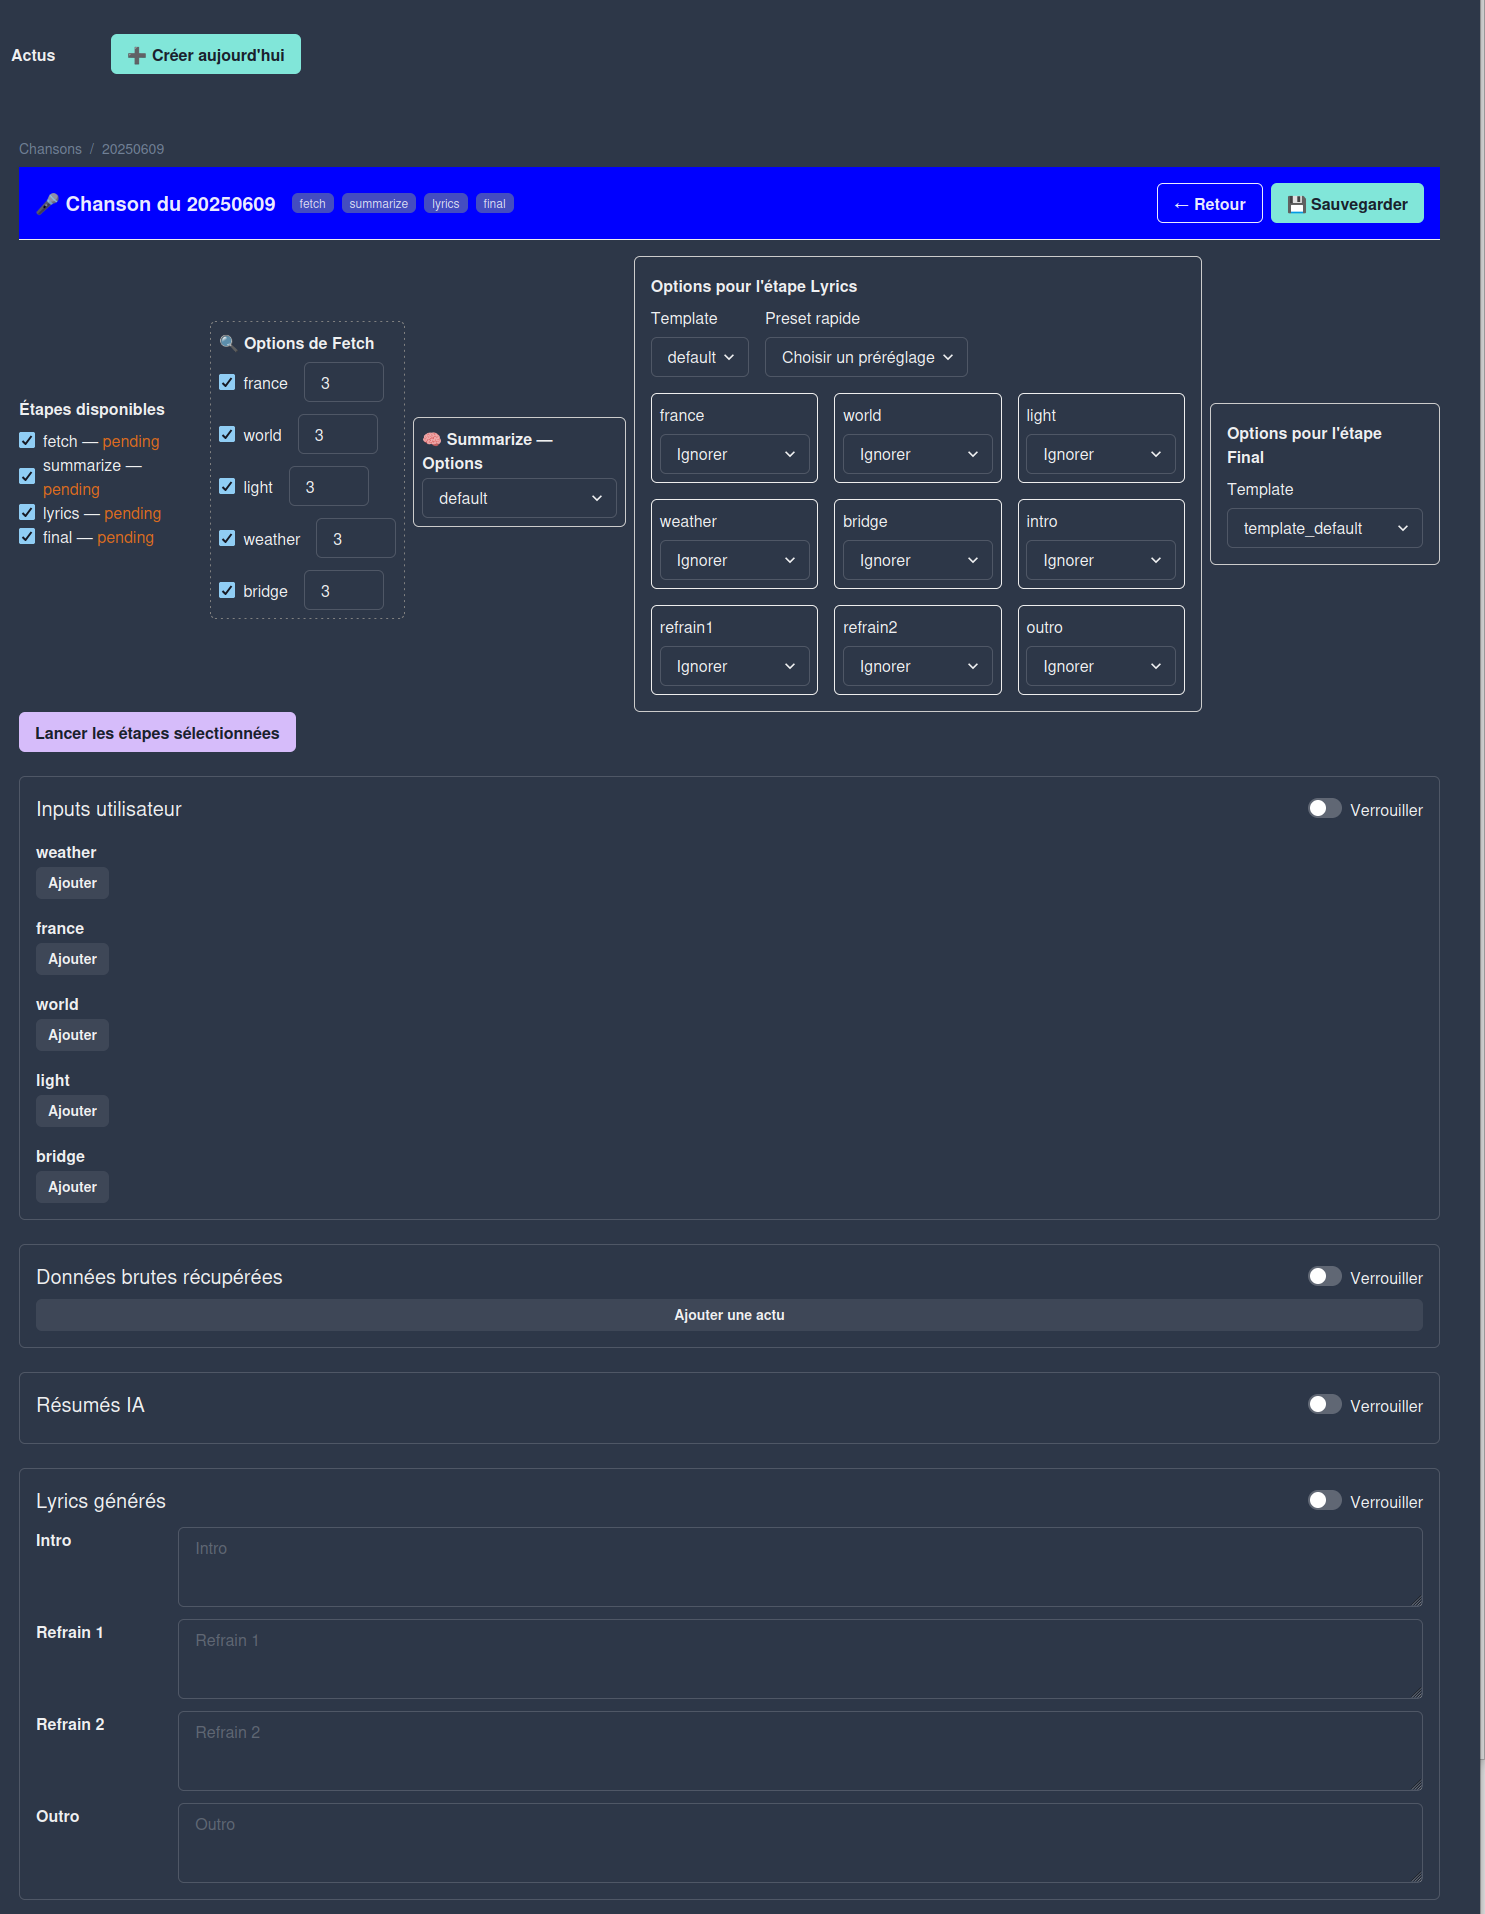 Actus
➕ Créer aujourd'hui
Chansons / 20250609
🎤 Chanson du 20250609 fetch summarize lyrics final
← Retour
💾 Sauvegarder
Étapes disponibles
fetch — pending
summarize —
pending
lyrics — pending
final — pending
🔍 Options de Fetch
france 3
world 3
light 3
weather 3
bridge 3
🧠 Summarize —
Options
default
Options pour l'étape Lyrics
Template Preset rapide
default Choisir un préréglage
france world light
Ignorer Ignorer Ignorer
weather bridge intro
Ignorer Ignorer Ignorer
refrain1 refrain2 outro
Ignorer Ignorer Ignorer
Options pour l'étape
Final
Template
template_default
Lancer les étapes sélectionnées
Inputs utilisateur Verrouiller
weather
Ajouter
france
Ajouter
world
Ajouter
light
Ajouter
bridge
Ajouter
Données brutes récupérées Verrouiller
Ajouter une actu
Résumés IA Verrouiller
Lyrics générés Verrouiller
Intro Intro
Refrain 1 Refrain 1
Refrain 2 Refrain 2
Outro Outro